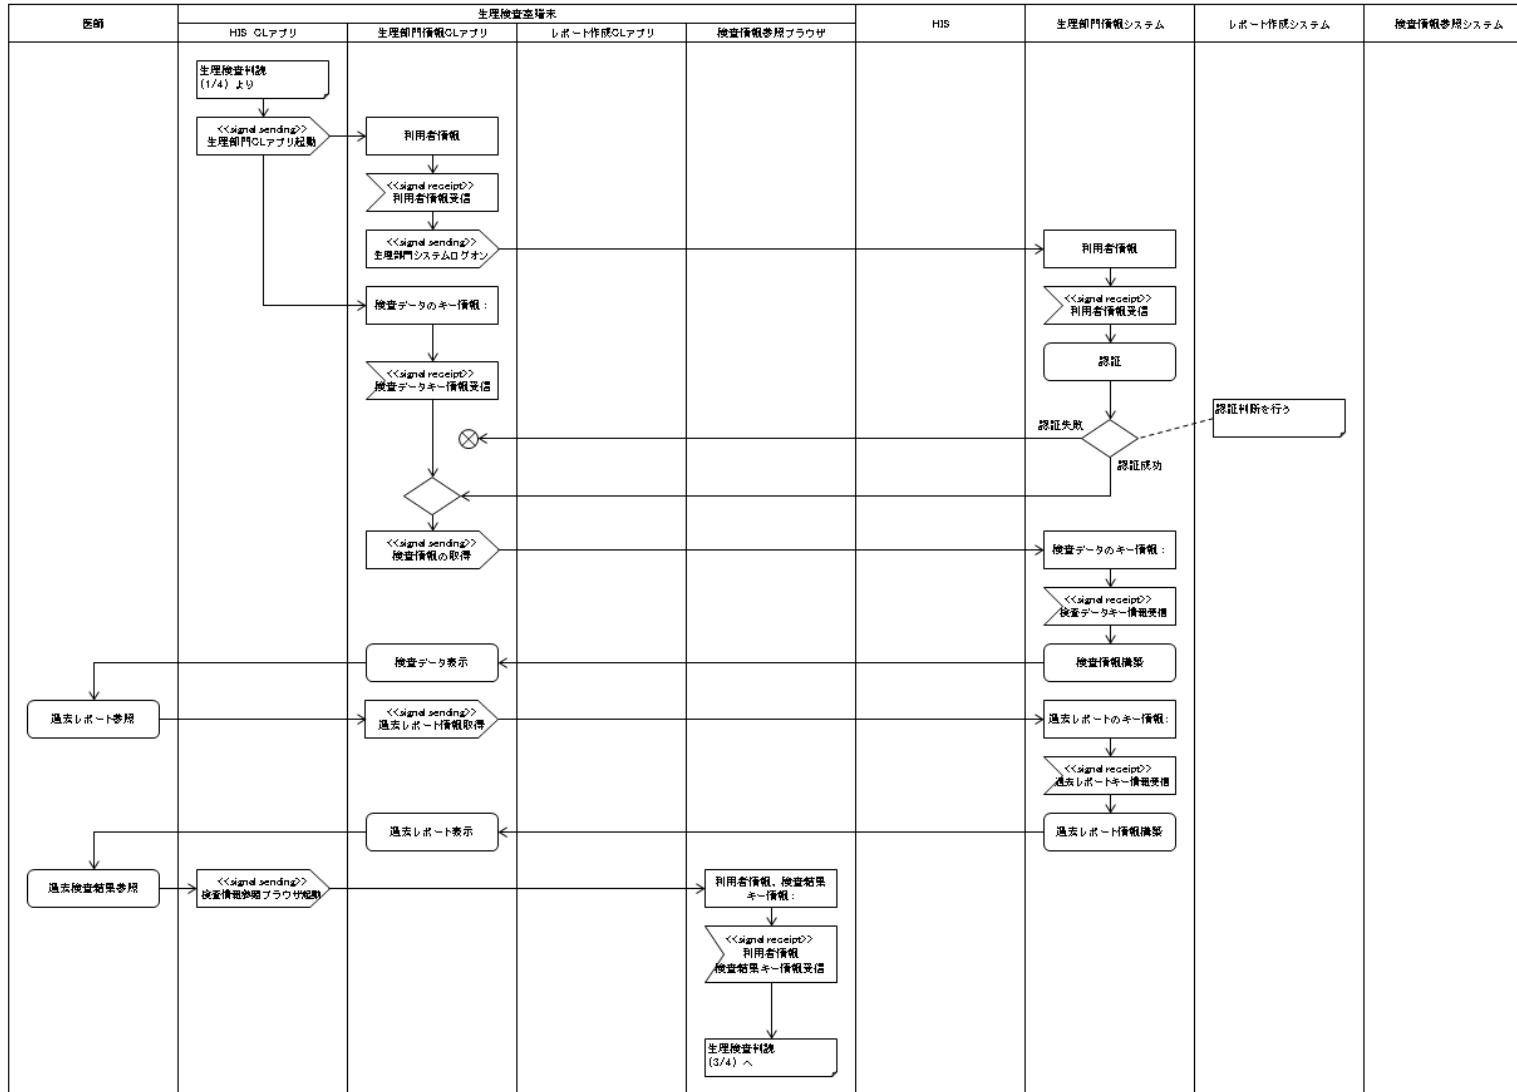 医師
生理検査室端末
HIS CLアプリ
生理部門情報CLアプリ
レポート作成CLアプリ
検査情報参照ブラウザ
HIS
生理部門情報システム
レポート作成システム
検査情報参照システム
生理検査判読
(1/4) より
<<signal sending>>
生理部門CLアプリ起動
利用者情報
<<signal receipt>>
利用者情報受信
<<signal sending>>
生理部門システムログオン
利用者情報
検査データのキー情報：
<<signal receipt>>
利用者情報受信
認証
<<signal receipt>>
検査データキー情報受信
認証判断を行う
認証失敗
認証成功
<<signal sending>>
検査情報の取得
検査データのキー情報：
<<signal receipt>>
検査データキー情報受信
検査データ表示
検査情報構築
過去レポート参照
<<signal sending>>
過去レポート情報取得
過去レポートのキー情報：
<<signal receipt>>
過去レポートキー情報受信
過去レポート表示
過去レポート情報構築
過去検査結果参照
<<signal sending>>
検査情報参照ブラウザ起動
利用者情報、検査結果
キー情報：
<<signal receipt>>
利用者情報
検査結果キー情報受信
生理検査判読
(3/4) へ